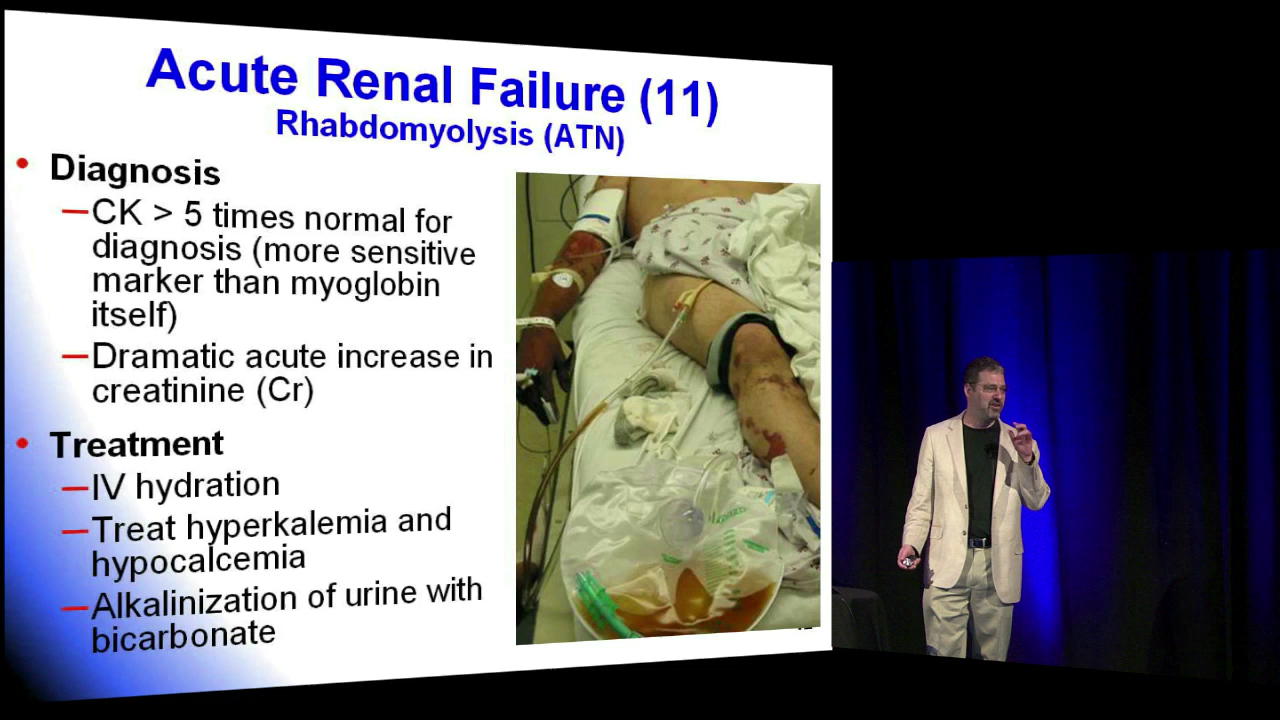 Acute Renal Failure (11)
Rhabdomyolysis (ATN)
• Diagnosis
—CK > 5 times normal for
diagnosis (more sensitive
marker than myoglobin
itself)
—Dramatic acute increase in
creatinine (Cr)
• Treatment
—IV hydration
—Treat hyperkalemia and
hypocalcemia
—Alkalinization of urine with
bicarbonate